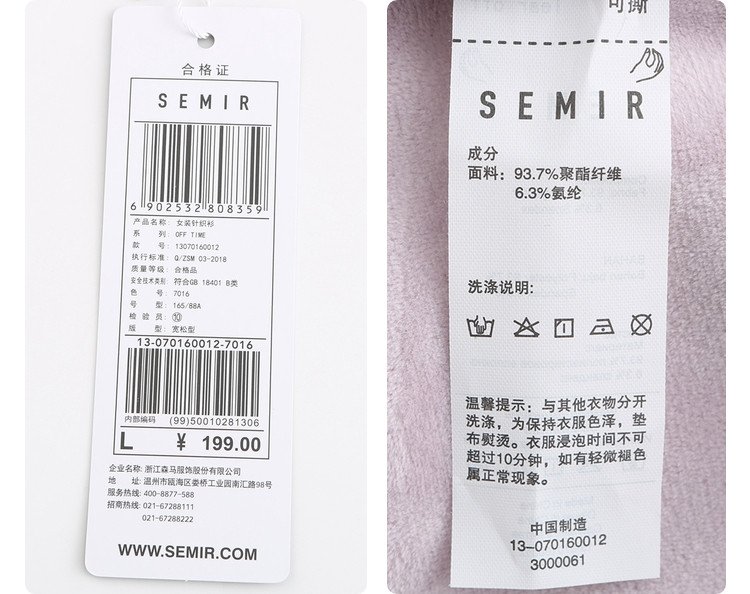 合格证
SEMIR
6 902532 808359
产品名称: 女装针织衫
系 列: OFF TIME
款 号: 13070160012
执行标准: Q/ZSM 03-2018
质量等级: 合格品
安全技术类别: 符合GB 18401 B类
色 号: 7016
号 型: 165/88A
检 验 员: ⑩
版 型: 宽松型
13-070160012-7016
内部编码 (99)50010281306
L ¥ 199.00
企业名称: 浙江森马服饰股份有限公司
地 址: 温州市瓯海区娄桥工业园南汇路98号
服务热线: 400-8877-588
招商热线: 021-67288111
021-67288222
WWW.SEMIR.COM
可撕
SEMIR
成分
面料: 93.7%聚酯纤维
6.3%氨纶
洗涤说明:
温馨提示: 与其他衣物分开
洗涤, 为保持衣服色泽, 垫
布熨烫。衣服浸泡时间不可
超过10分钟, 如有轻微褪色
属正常现象。
中国制造
13-070160012
3000061